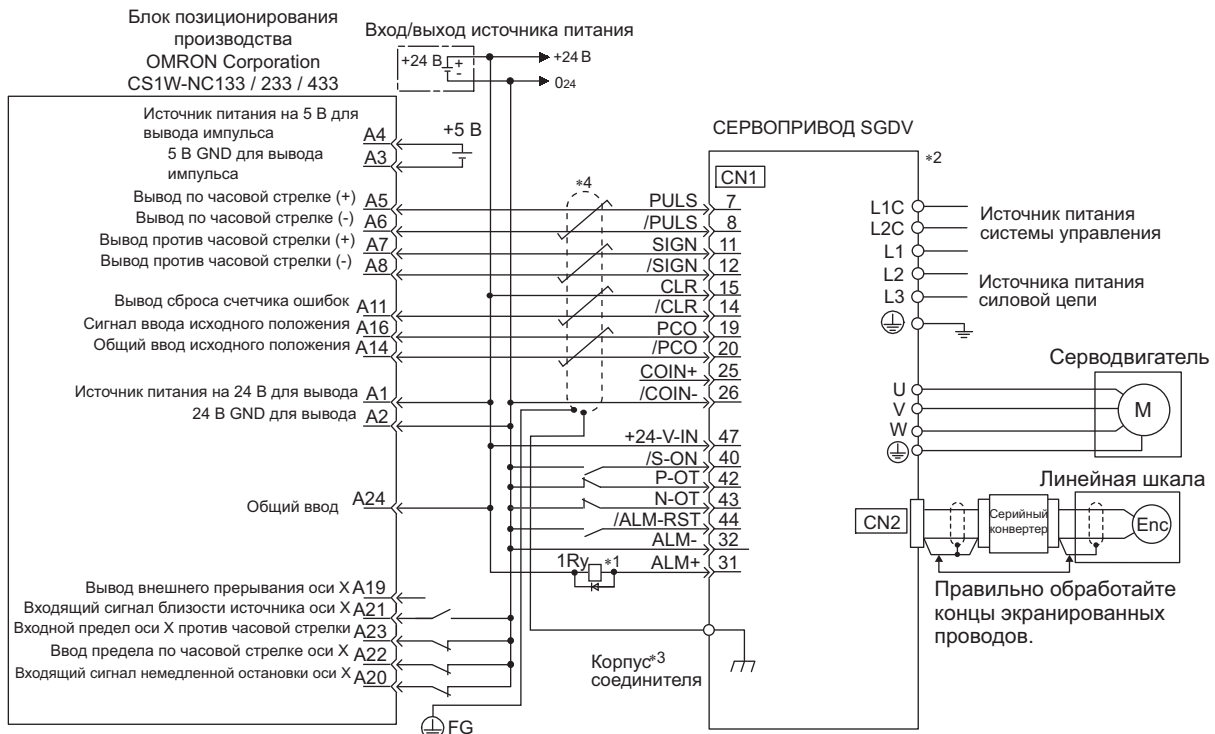 Блок позиционирования
производства
OMRON Corporation
CS1W-NC133 / 233 / 433
Вход/выход источника питания
+24 В
+
-
+24 В
024
Источник питания на 5 В для
вывода импульса
A4
+5 В
5 В GND для вывода
импульса
A3
Вывод по часовой стрелке (+) A5
Вывод по часовой стрелке (-) A6
Вывод против часовой стрелки (+) A7
Вывод против часовой стрелки (-) A8
Вывод сброса счетчика ошибок A11
Сигнал ввода исходного положения A16
Общий ввод исходного положения A14
Источник питания на 24 В для вывода A1
24 В GND для вывода A2
Общий ввод A24
Вывод внешнего прерывания оси X A19
Входящий сигнал близости источника оси X A21
Входной предел оси X против часовой стрелки A23
Ввод предела по часовой стрелке оси X A22
Входящий сигнал немедленной остановки оси X A20
FG
*4
СЕРВОПРИВОД SGDV
*2
CN1
PULS 7
/PULS 8
SIGN 11
/SIGN 12
CLR 15
/CLR 14
PCO 19
/PCO 20
COIN+ 25
/COIN- 26
+24-V-IN 47
/S-ON 40
P-OT 42
N-OT 43
/ALM-RST 44
ALM- 32
1Ry *1 ALM+ 31
Корпус*3
соединителя
L1C
L2C
L1
L2
L3
Источник питания
системы управления
Источника питания
силовой цепи
Серводвигатель
U
V
W
M
Линейная шкала
CN2
Серийный
конвертер
Enc
Правильно обработайте
концы экранированных
проводов.